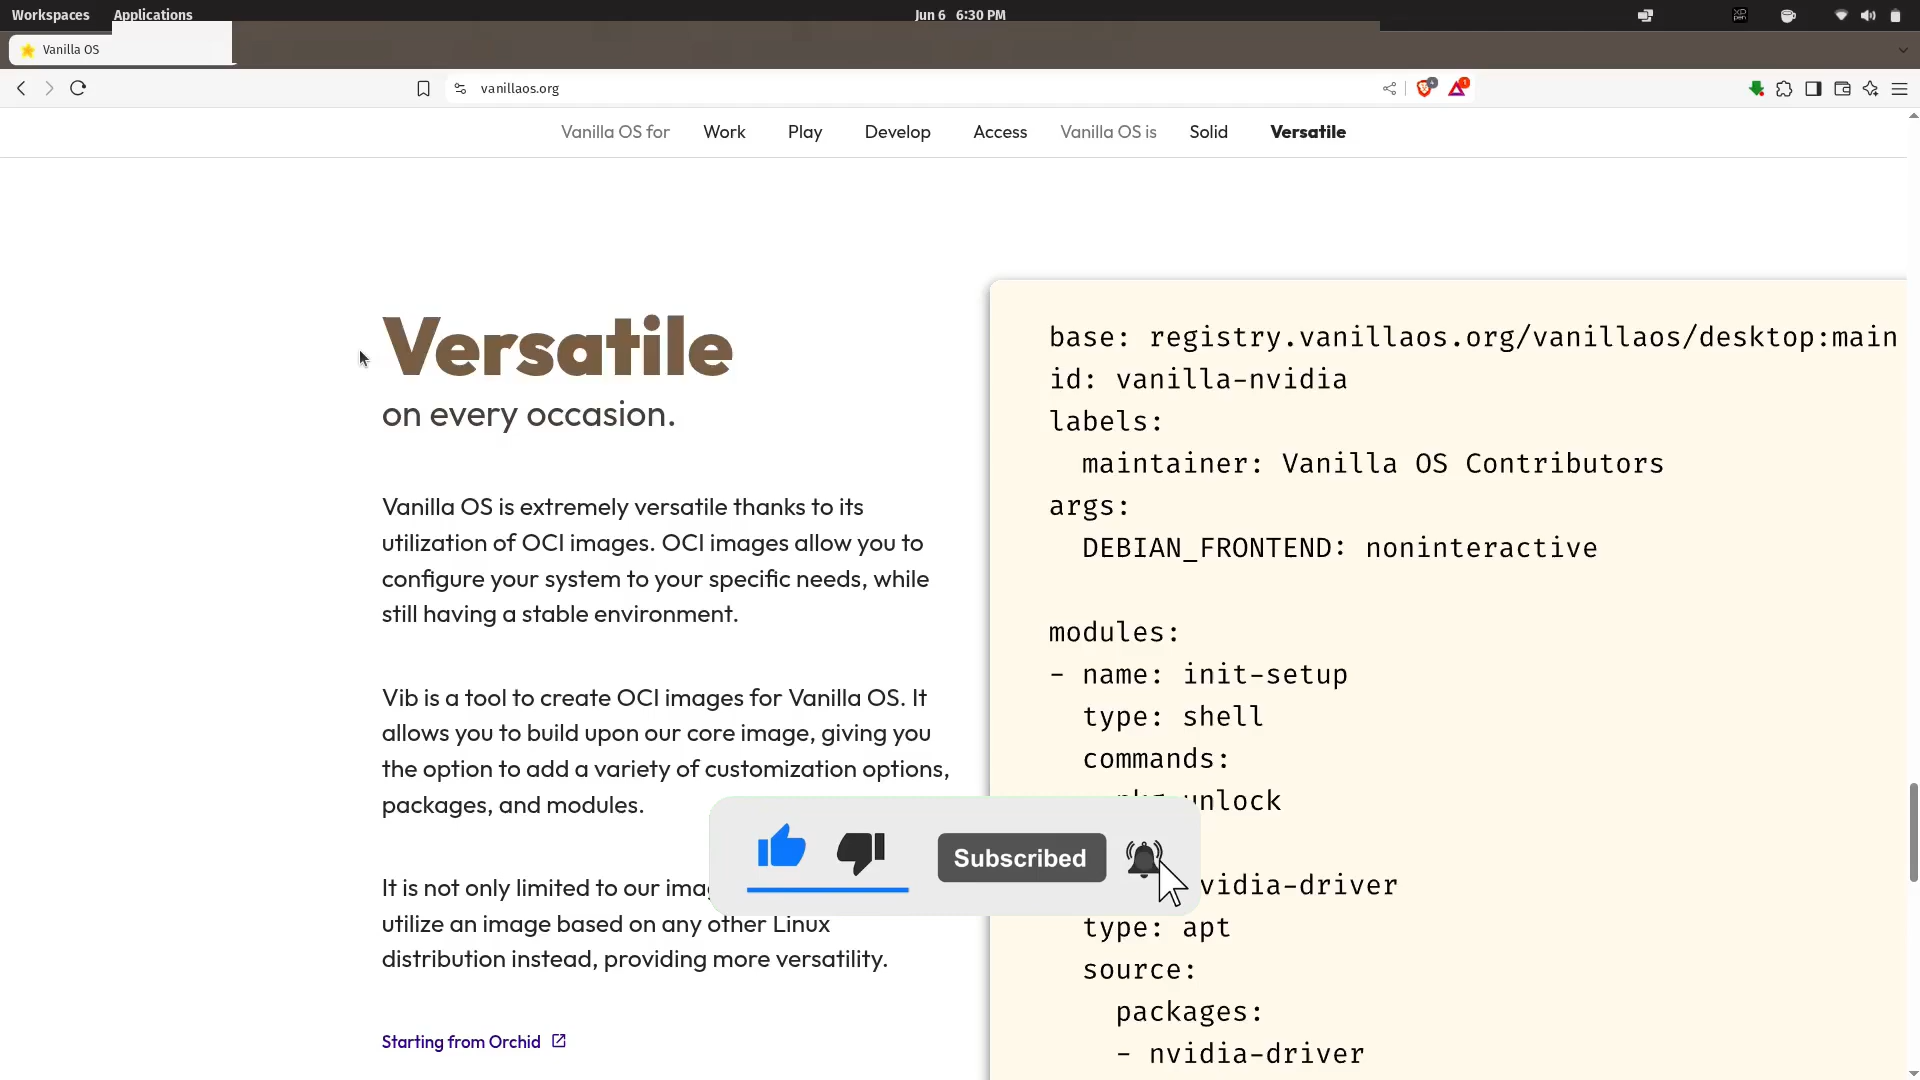 Workspaces Applications Jun 6 6:30 PM
Vanilla OS
vanillaos.org
Vanilla OS for Work Play Develop Access Vanilla OS is Solid Versatile
Versatile
on every occasion.
Vanilla OS is extremely versatile thanks to its
utilization of OCI images. OCI images allow you to
configure your system to your specific needs, while
still having a stable environment.
Vib is a tool to create OCI images for Vanilla OS. It
allows you to build upon our core image, giving you
the option to add a variety of customization options,
packages, and modules.
It is not only limited to our
utilize an image based on any other Linux
distribution instead, providing more versatility.
Starting from Orchid
base: registry.vanillaos.org/vanillaos/desktop:main
id: vanilla-nvidia
labels:
maintainer: Vanilla OS Contributors
args:
DEBIAN_FRONTEND: noninteractive
modules:
- name: init-setup
type: shell
commands:
unlock
vidia-driver
type: apt
source:
packages:
- nvidia-driver
Subscribed